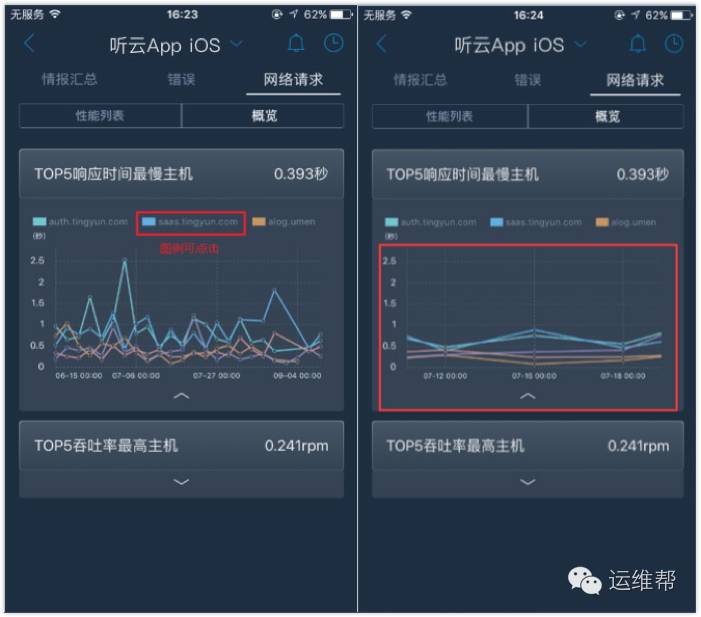 无服务 16:23 62%
听云App iOS
情报汇总 错误 网络请求
性能列表 概览
TOP5响应时间最慢主机 0.393秒
auth.tingyun.com saas.tingyun.com alog.umen
(秒)
图例可点击
2.5
2
1.5
1
0.5
0
06-15 00:00 07-06 00:00 07-27 00:00 09-04 00:00
TOP5吞吐率最高主机 0.241rpm
无服务 16:24 62%
听云App iOS
情报汇总 错误 网络请求
性能列表 概览
TOP5响应时间最慢主机 0.393秒
auth.tingyun.com saas.tingyun.com alog.umen
(秒)
2.5
2
1.5
1
0.5
0
07-12 00:00 07-15 00:00 07-18 00:00
TOP5吞吐率最高主机 0.241rpm
运维帮